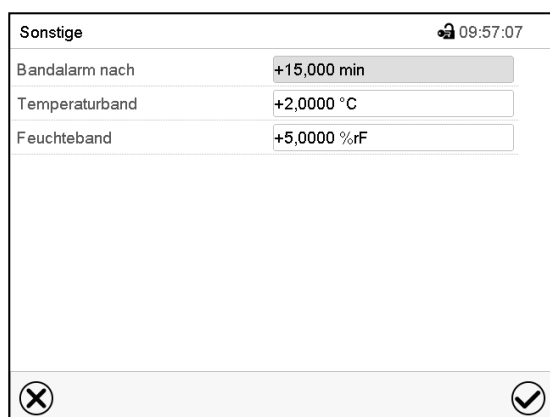 Sonstige 09:57:07
Bandalarm nach +15,000 min
Temperaturband +2,0000 °C
Feuchteband +5,0000 %rF